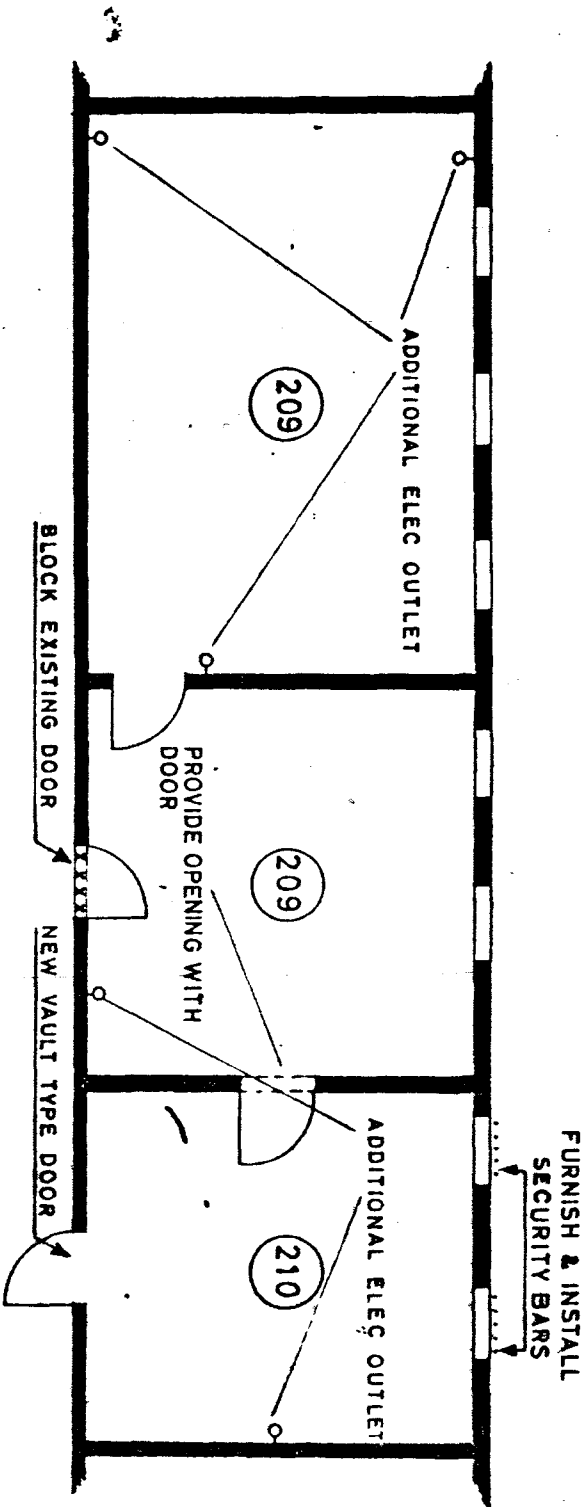 FURNISH & INSTALL
SECURITY BARS
ADDITIONAL ELEC OUTLET
209
209
PROVIDE OPENING WITH
DOOR
ADDITIONAL ELEC OUTLET
210
BLOCK EXISTING DOOR
NEW VAULT TYPE DOOR